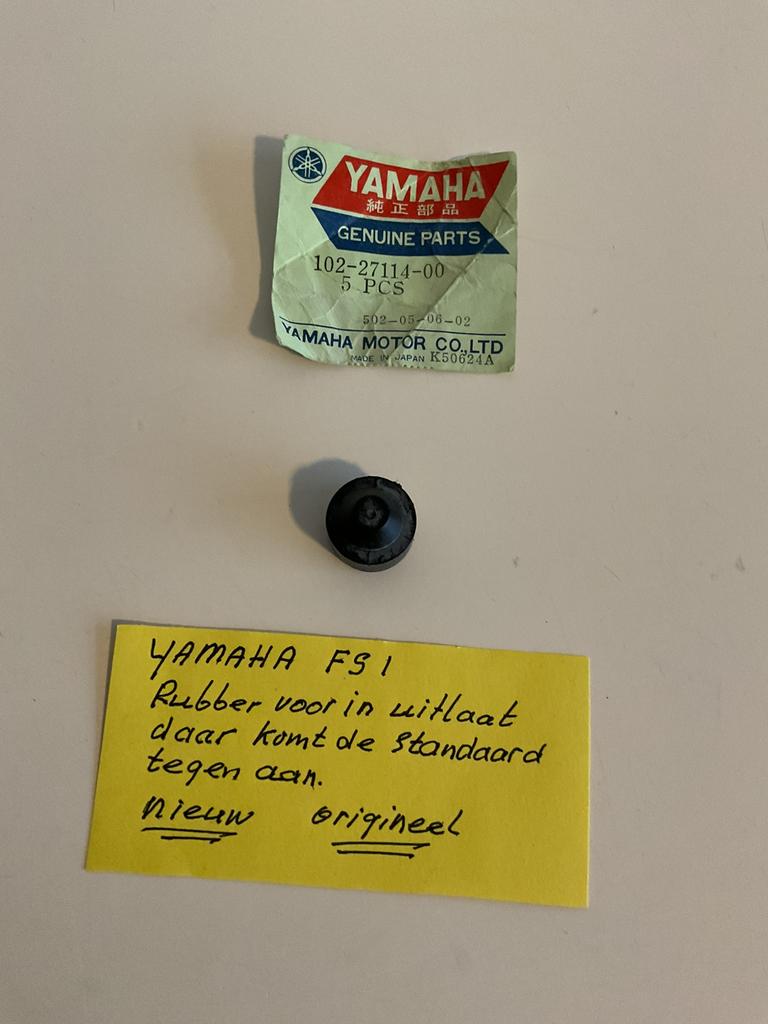 YAMAHA
純正部品
GENUINE PARTS
102-27114-00
5 PCS
502-05-06-02
YAMAHA MOTOR CO.,LTD
MADE IN JAPAN K50624A
YAMAHA FS1
Rubber voor in uitlaat
daar komt de standaard
tegen aan.
nieuw origineel